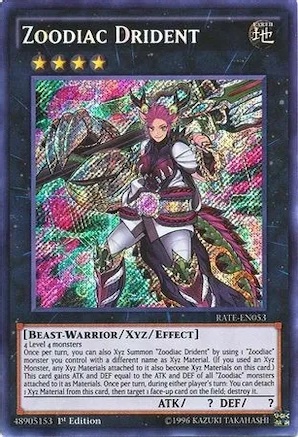 Zoodiac Drident
EARTH
地
RATE-EN053
[Beast-Warrior/Xyz/Effect]
4 Level 4 monsters
Once per turn, you can also Xyz Summon "Zoodiac Drident" by using 1 "Zoodiac"
monster you control with a different name as Xyz Material. (If you used an Xyz
Monster, any Xyz Materials attached to it also become Xyz Materials on this card.)
This card gains ATK and DEF equal to the ATK and DEF of all "Zoodiac" monsters
attached to it as Materials. Once per turn, during either player's turn: You can detach
1 Xyz Material from this card, then target 1 face-up card on the field; destroy it.
ATK/ ? DEF/ ?
48905153 1st Edition ©1996 KAZUKI TAKAHASHI